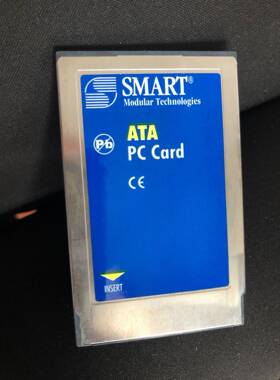 SMART®
Modular Technologies
Pb
ATA
PC Card
CE
INSERT